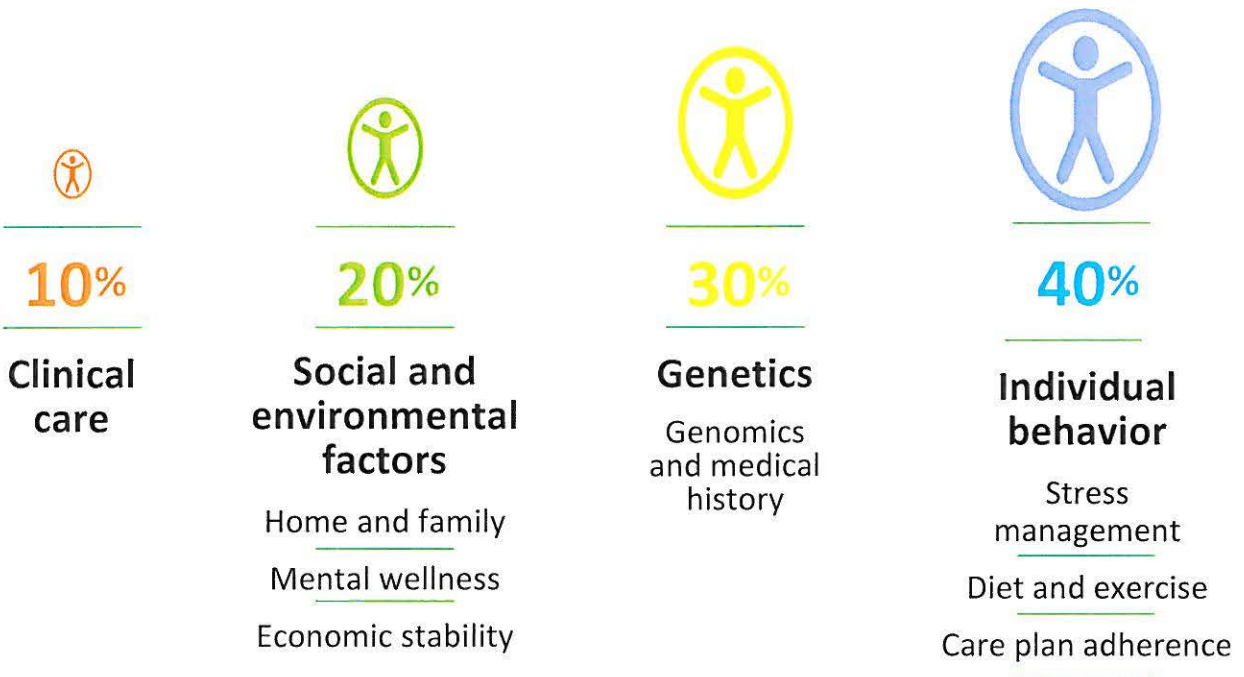 10%
Clinical
care
20%
Social and
environmental
factors
Home and family
Mental wellness
Economic stability
30%
Genetics
Genomics
and medical
history
40%
Individual
behavior
Stress
management
Diet and exercise
Care plan adherence